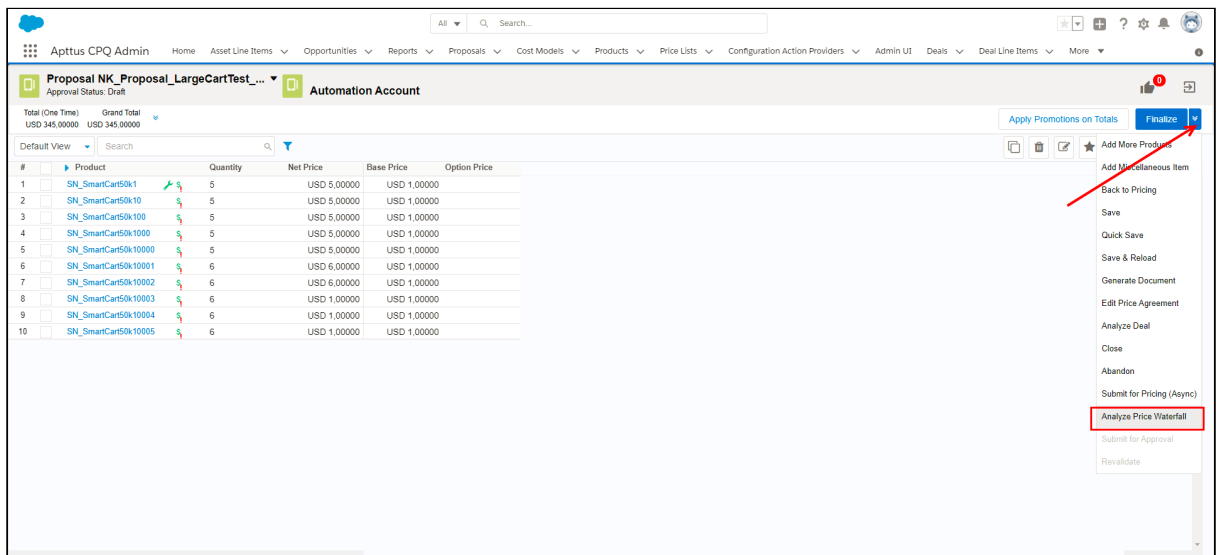 All
Search...
Apttus CPQ Admin Home Asset Line Items Opportunities Reports Proposals Cost Models Products Price Lists Configuration Action Providers Admin UI Deals Deal Line Items More
Proposal NK_Proposal_LargeCartTest_...
Approval Status: Draft
Automation Account
0
Total (One Time) Grand Total
USD 345,00000 USD 345,00000
Apply Promotions on Totals Finalize
Default View Search
# Product Quantity Net Price Base Price Option Price
1 SN_SmartCart50k1 5 USD 5,00000 USD 1,00000
2 SN_SmartCart50k10 5 USD 5,00000 USD 1,00000
3 SN_SmartCart50k100 5 USD 5,00000 USD 1,00000
4 SN_SmartCart50k1000 5 USD 5,00000 USD 1,00000
5 SN_SmartCart50k10000 5 USD 5,00000 USD 1,00000
6 SN_SmartCart50k10001 6 USD 6,00000 USD 1,00000
7 SN_SmartCart50k10002 6 USD 6,00000 USD 1,00000
8 SN_SmartCart50k10003 6 USD 1,00000 USD 1,00000
9 SN_SmartCart50k10004 6 USD 1,00000 USD 1,00000
10 SN_SmartCart50k10005 6 USD 1,00000 USD 1,00000
Add More Products
Add Miscellaneous Item
Back to Pricing
Save
Quick Save
Save & Reload
Generate Document
Edit Price Agreement
Analyze Deal
Close
Abandon
Submit for Pricing (Async)
Analyze Price Waterfall
Submit for Approval
Revalidate